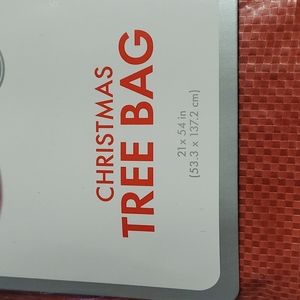 CHRISTMAS
TREE BAG
21 x 54 in
(53.3 x 137.2 cm)